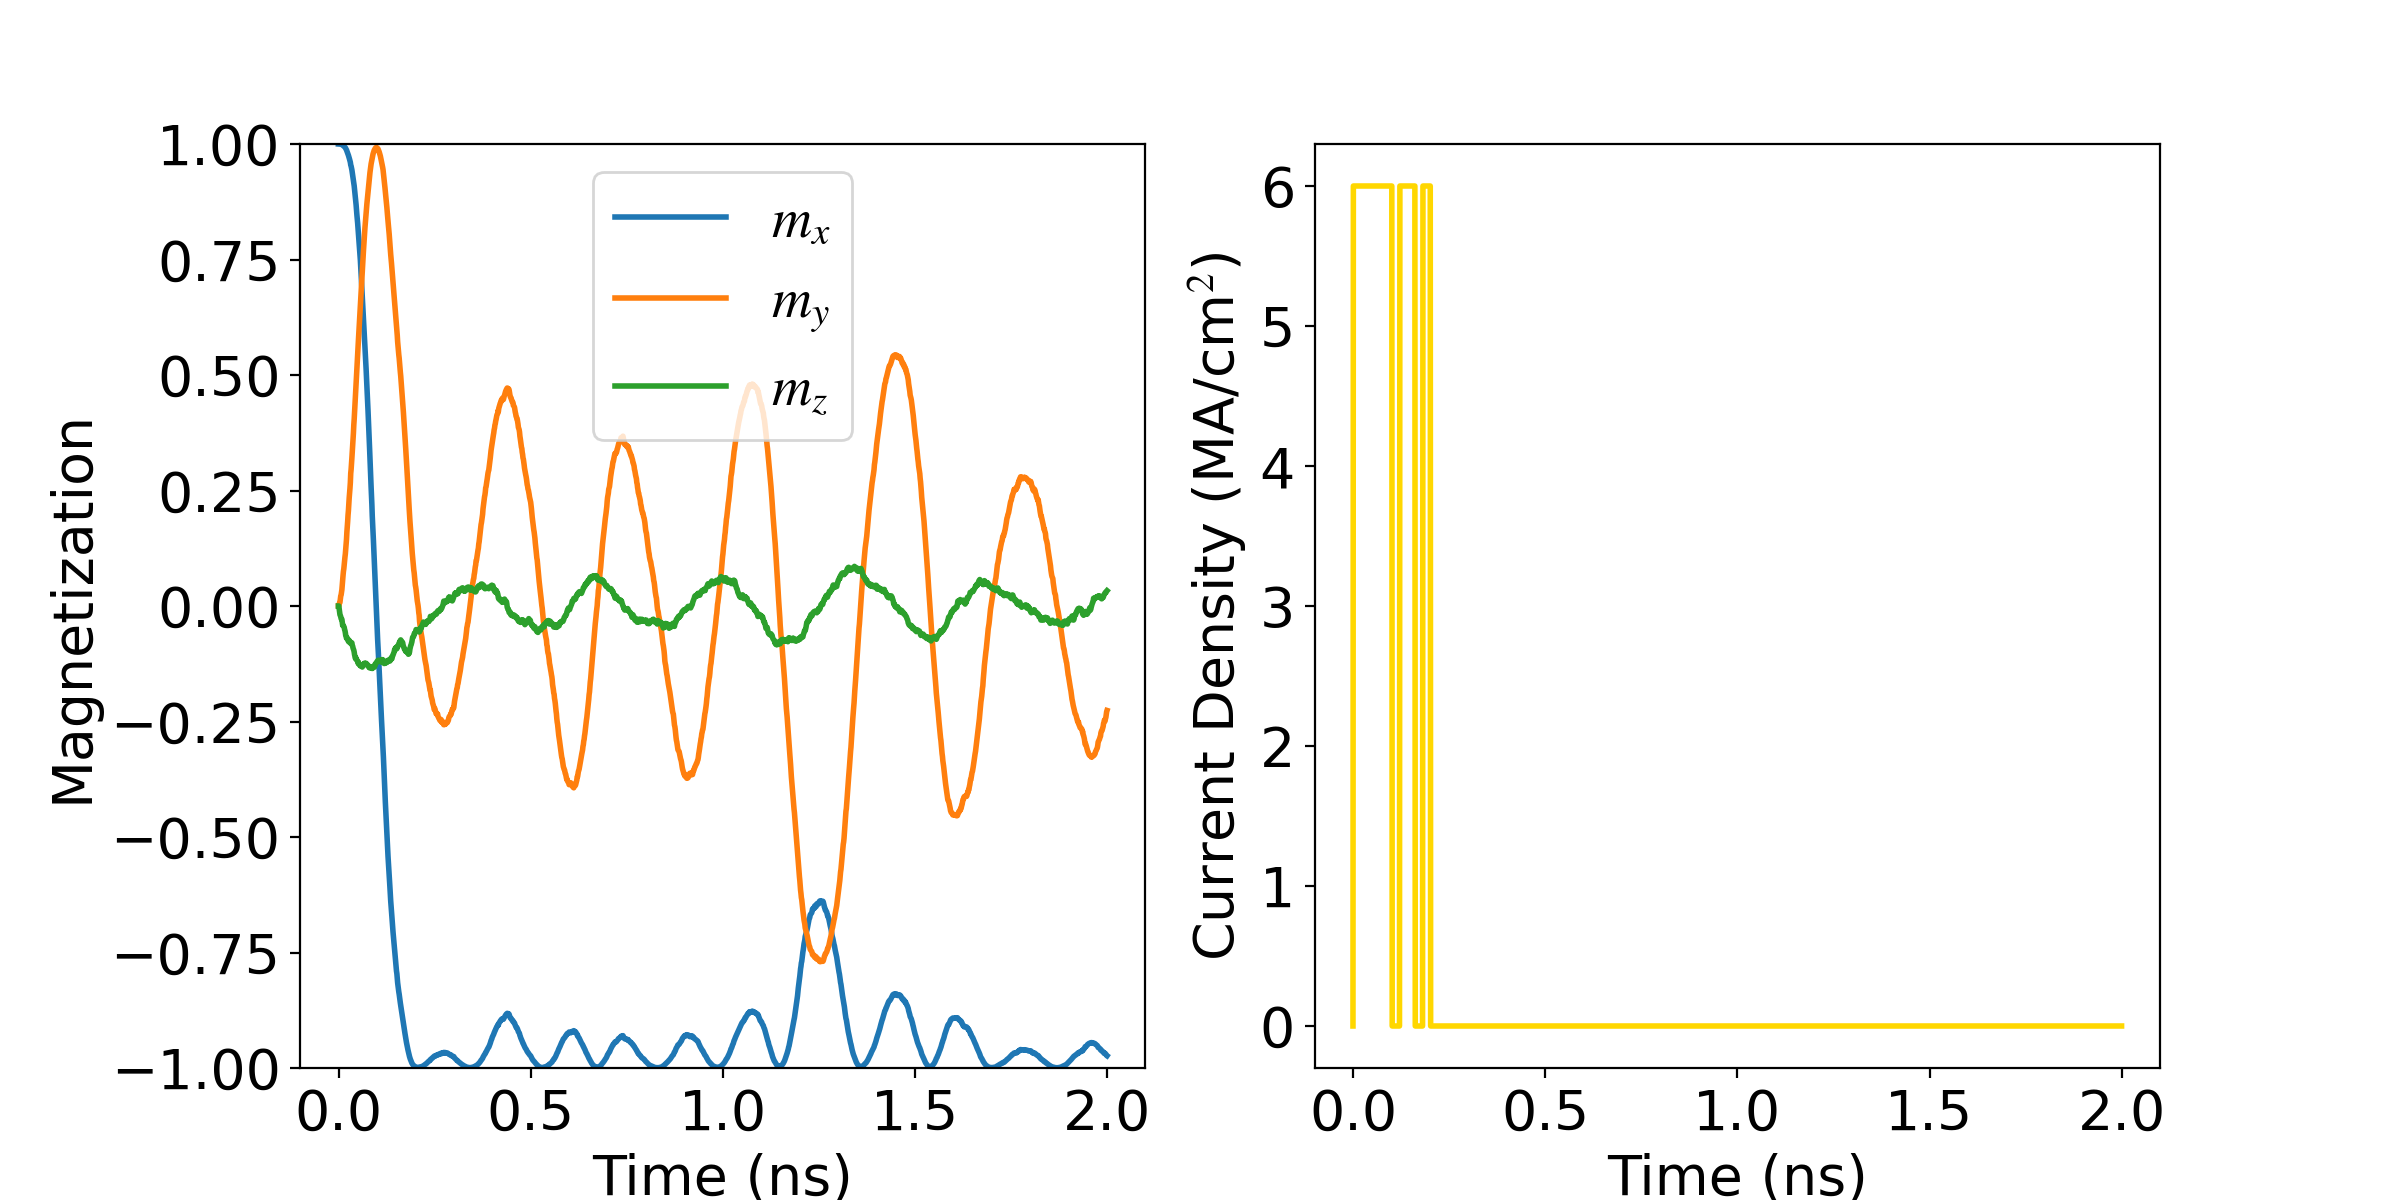 1.00
0.75
0.50
0.25
0.00
−0.25
−0.50
−0.75
−1.00
Magnetization
0.0 0.5 1.0 1.5 2.0
Time (ns)
m_x
m_y
m_z
6
5
4
3
2
1
0
Current Density (MA/cm²)
0.0 0.5 1.0 1.5 2.0
Time (ns)